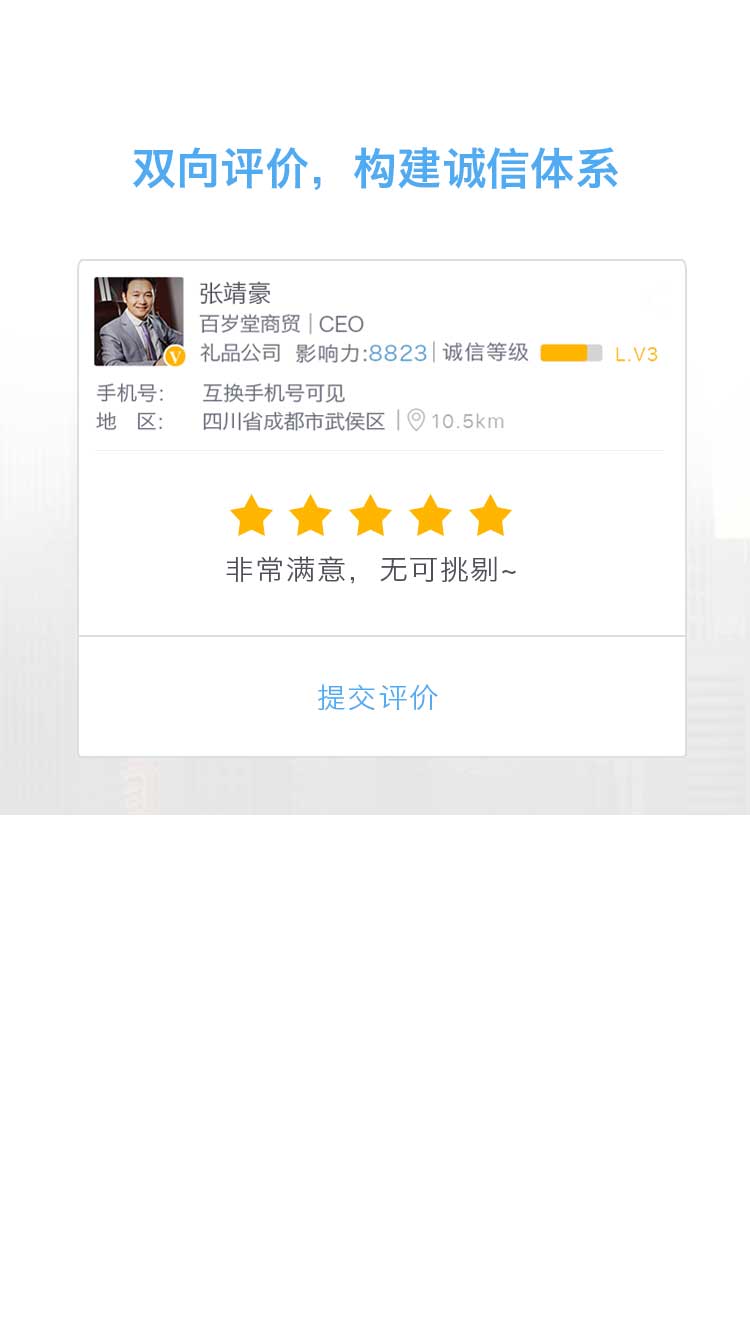 双向评价，构建诚信体系
张靖豪
百岁堂商贸 | CEO
礼品公司 影响力:8823 | 诚信等级 L.V3
V
手机号: 互换手机号可见
地 区: 四川省成都市武侯区 | 10.5km
非常满意，无可挑剔~
提交评价